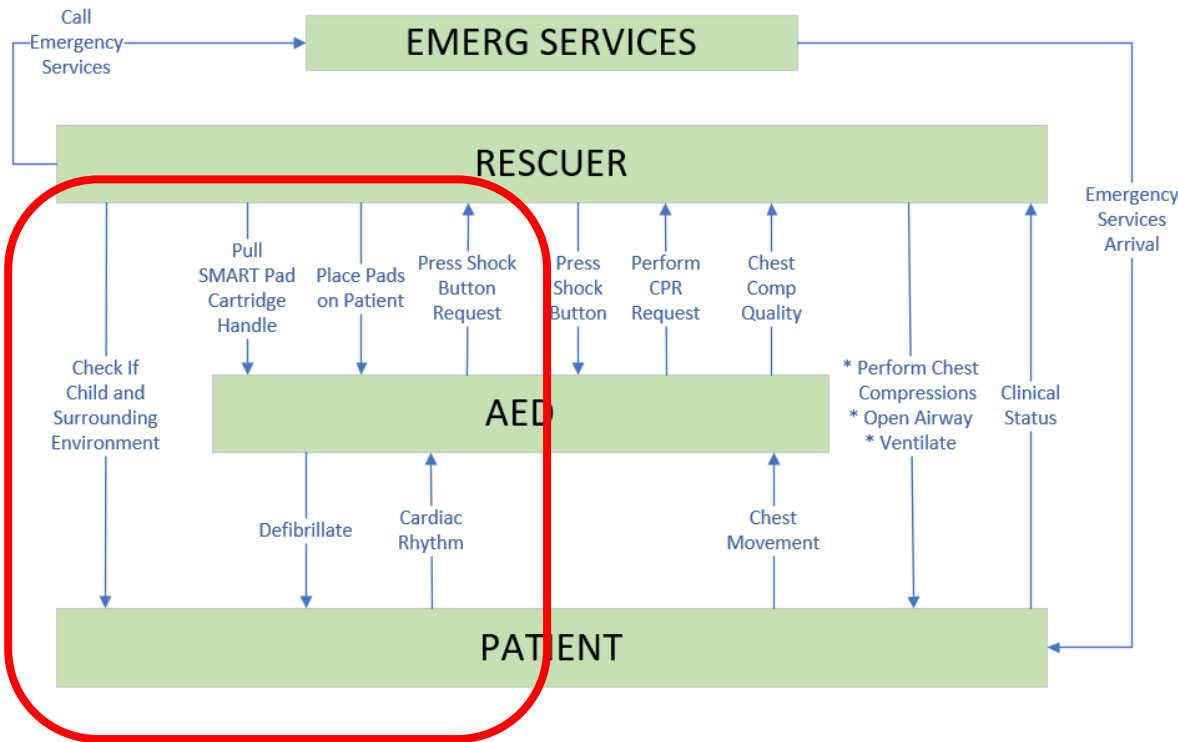 Call
Emergency
Services
EMERG SERVICES
RESCUER
Emergency
Services
Arrival
Pull
SMART Pad
Cartridge
Handle
Place Pads
on Patient
Press Shock
Button
Request
Press
Shock
Button
Perform
CPR
Request
Chest
Comp
Quality
Check If
Child and
Surrounding
Environment
AED
* Perform Chest
Compressions
* Open Airway
* Ventilate
Clinical
Status
Defibrillate
Cardiac
Rhythm
Chest
Movement
PATIENT